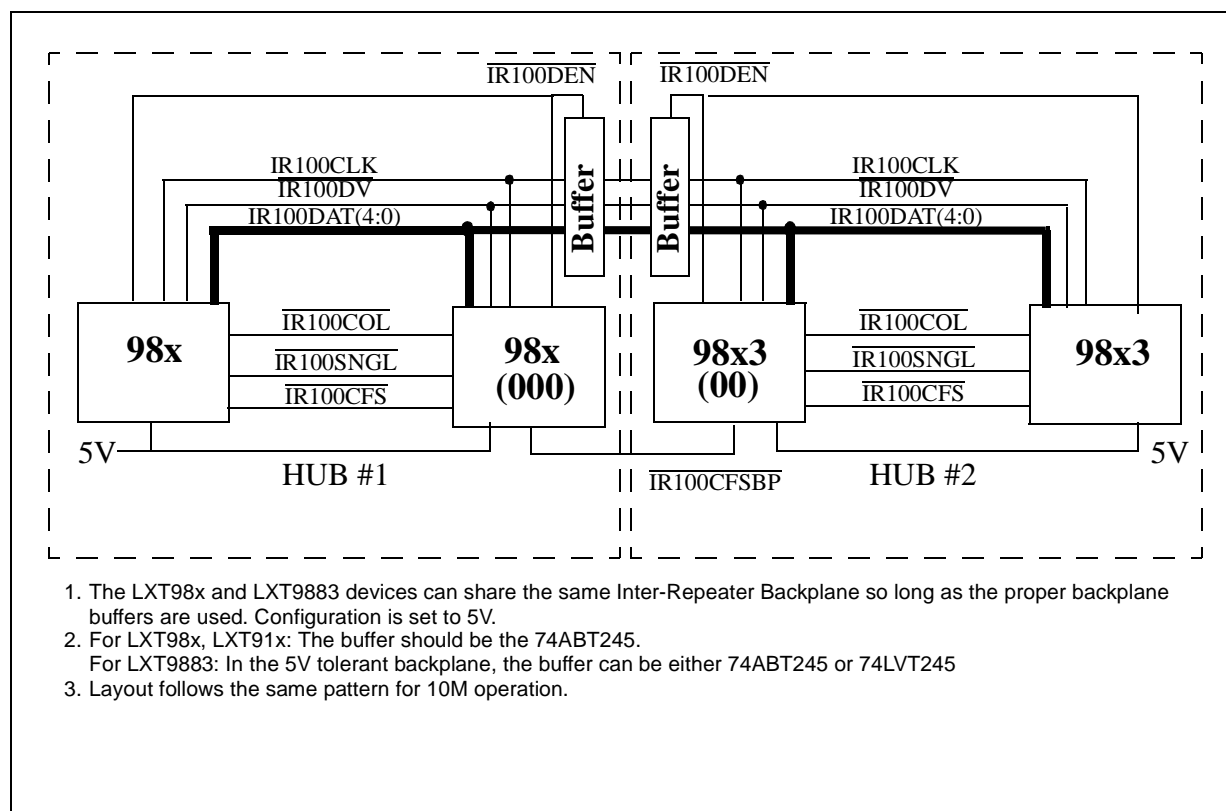 IR100DEN IR100DEN
Buffer Buffer
IR100CLK IR100CLK
IR100DV IR100DV
IR100DAT(4:0) IR100DAT(4:0)
98x
IR100COL
IR100SNGL
IR100CFS
98x
(000)
98x3
(00)
IR100COL
IR100SNGL
IR100CFS
98x3
5V
HUB #1
IR100CFSBP
HUB #2
5V
1. The LXT98x and LXT9883 devices can share the same Inter-Repeater Backplane so long as the proper backplane
buffers are used. Configuration is set to 5V.
2. For LXT98x, LXT91x: The buffer should be the 74ABT245.
For LXT9883: In the 5V tolerant backplane, the buffer can be either 74ABT245 or 74LVT245
3. Layout follows the same pattern for 10M operation.